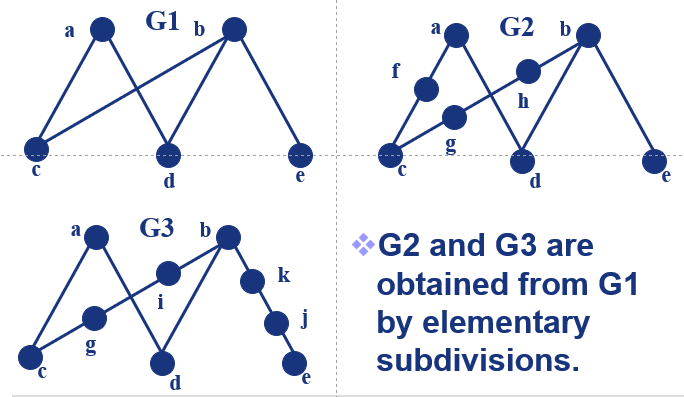 a G1 b
c d e
a G2 b
f
h
g
c d e
a G3 b
k
i
g j
c d e
❖G2 and G3 are
obtained from G1
by elementary
subdivisions.